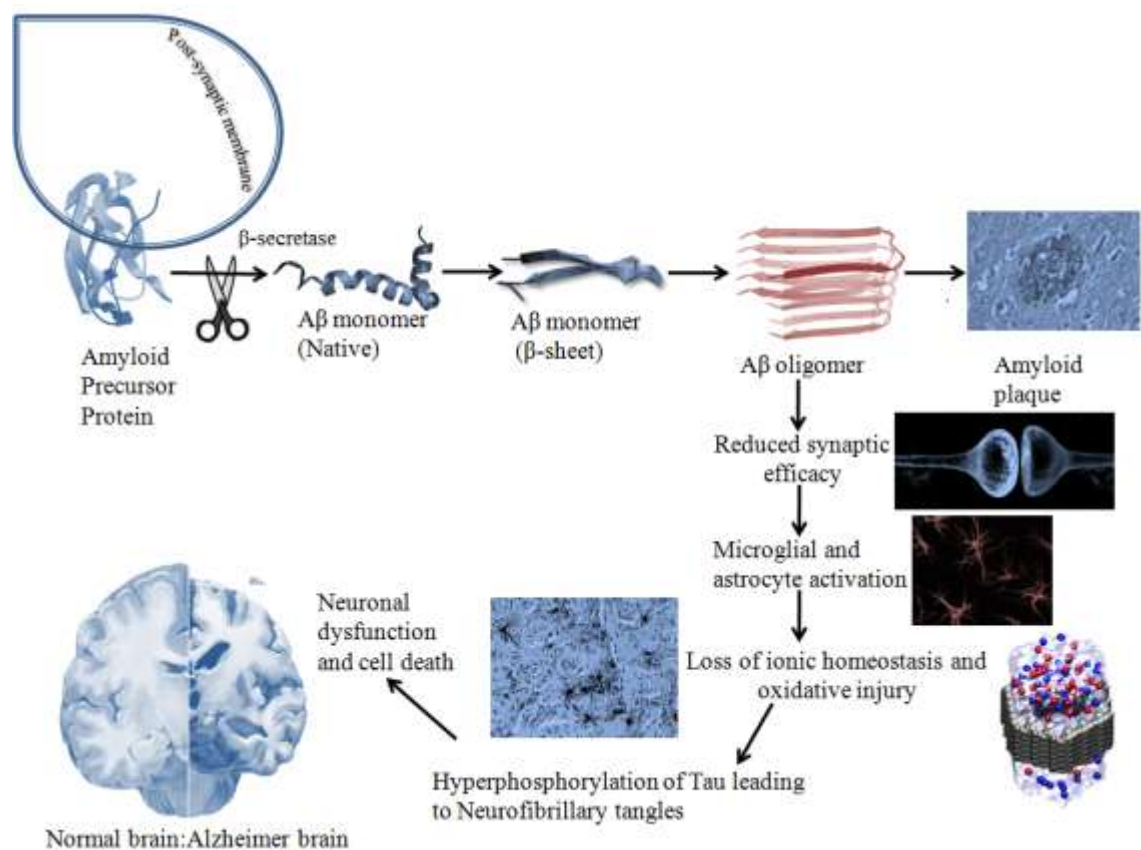 Post-synaptic membrane
β-secretase
Aβ monomer
(Native)
Aβ monomer
(β-sheet)
Aβ oligomer
Amyloid
plaque
Amyloid
Precursor
Protein
Reduced synaptic
efficacy
Microglial and
astrocyte activation
Loss of ionic homeostasis and
oxidative injury
Hyperphosphorylation of Tau leading
to Neurofibrillary tangles
Neuronal
dysfunction
and cell death
Normal brain:Alzheimer brain